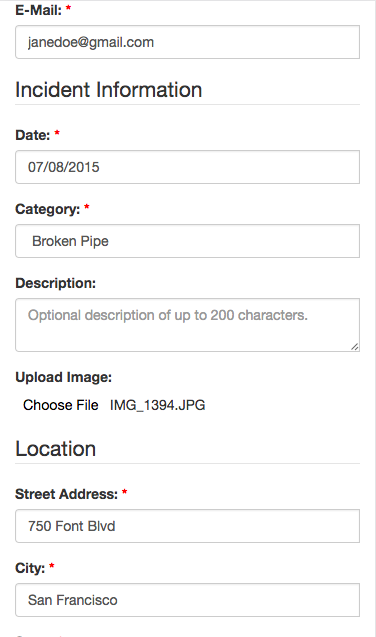 E-Mail: *
janedoe@gmail.com
Incident Information
Date: *
07/08/2015
Category: *
Broken Pipe
Description:
Optional description of up to 200 characters.
Upload Image:
Choose File IMG_1394.JPG
Location
Street Address: *
750 Font Blvd
City: *
San Francisco